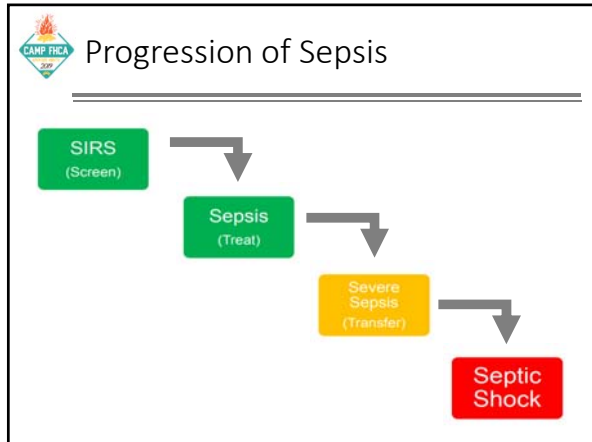 CAMP FHCA
2019
Progression of Sepsis
SIRS
(Screen)
Sepsis
(Treat)
Severe
Sepsis
(Transfer)
Septic
Shock